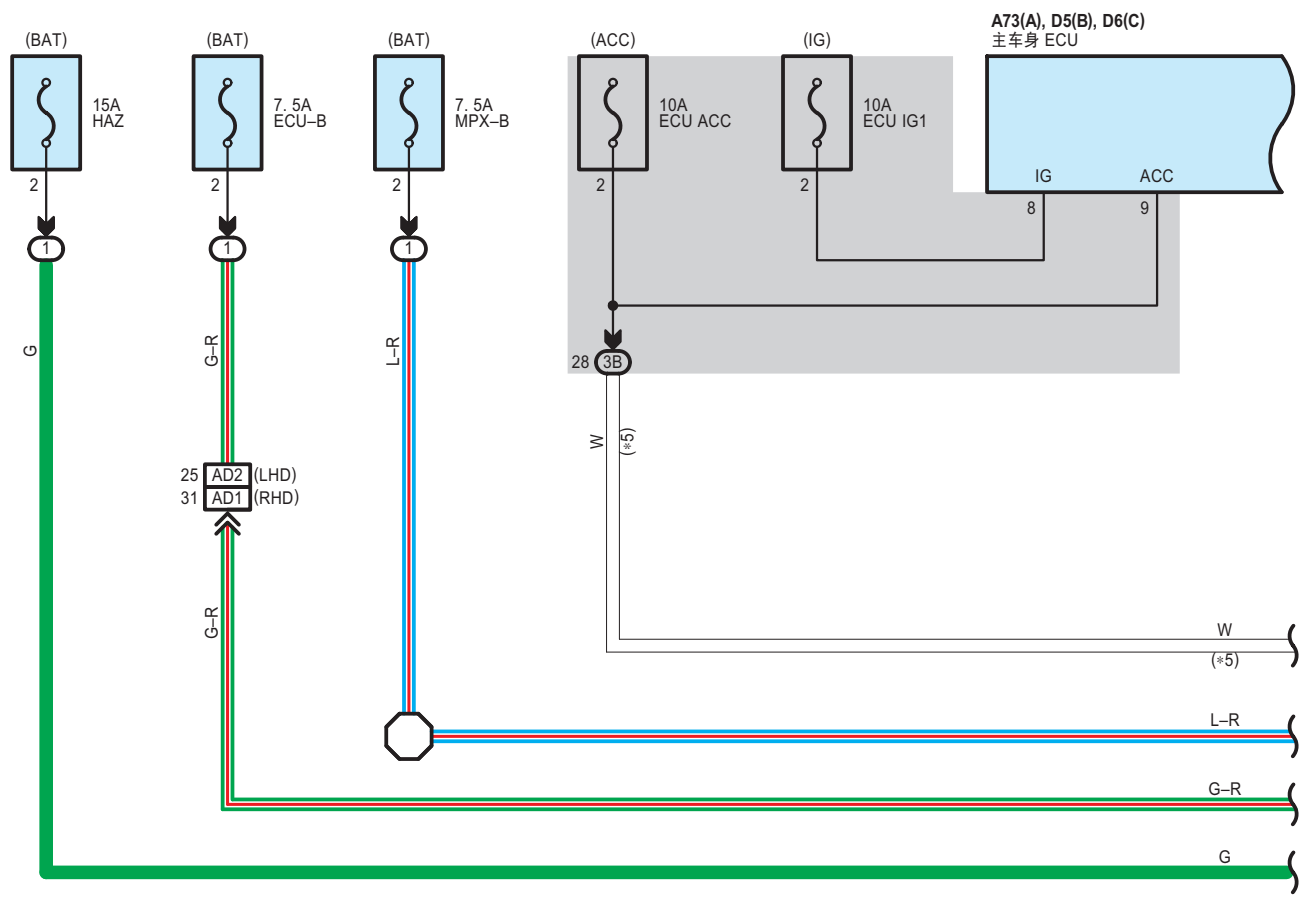 A73(A), D5(B), D6(C)
主车身 ECU
(BAT)
(BAT)
(BAT)
(ACC)
(IG)
15A
HAZ
7. 5A
ECU–B
7. 5A
MPX–B
10A
ECU ACC
10A
ECU IG1
IG
ACC
2
2
2
2
2
8
9
1
1
1
G
G–R
L–R
28
3B
W
(*5)
25
AD2
(LHD)
31
AD1
(RHD)
G–R
W
(*5)
L–R
G–R
G